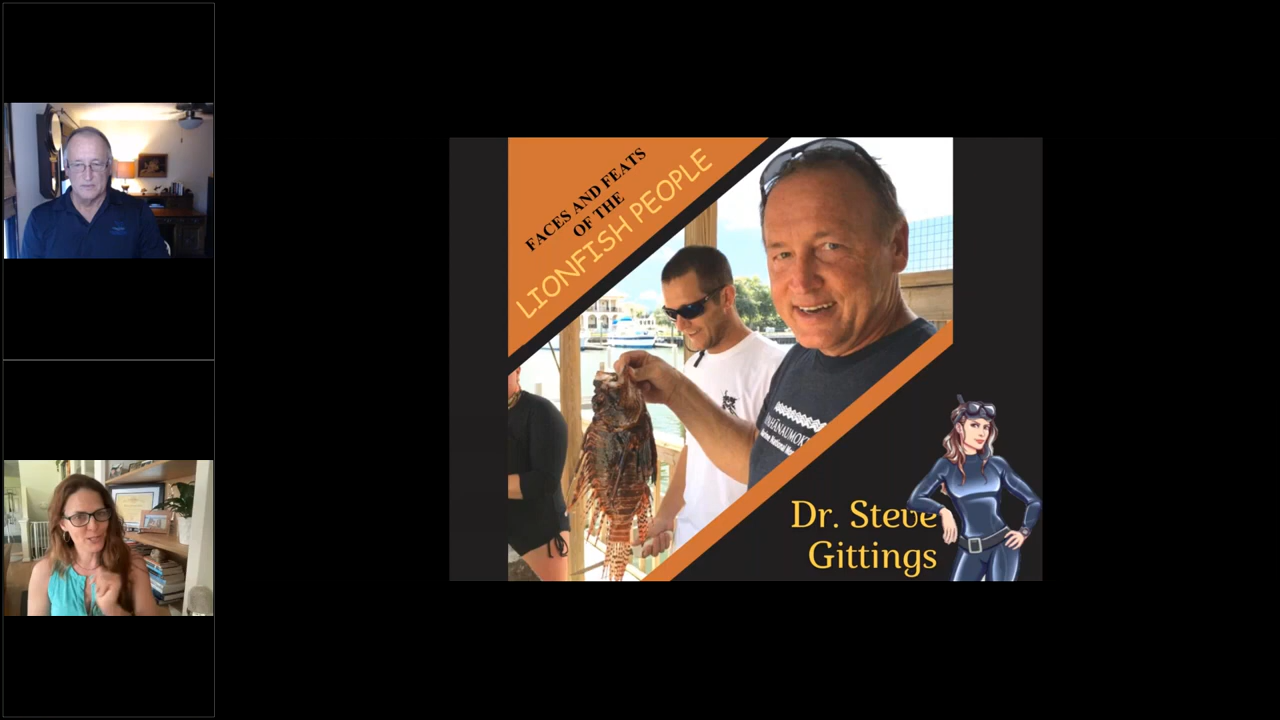 FACES AND FEATS
OF THE
LIONFISH PEOPLE
Dr. Steve
Gittings